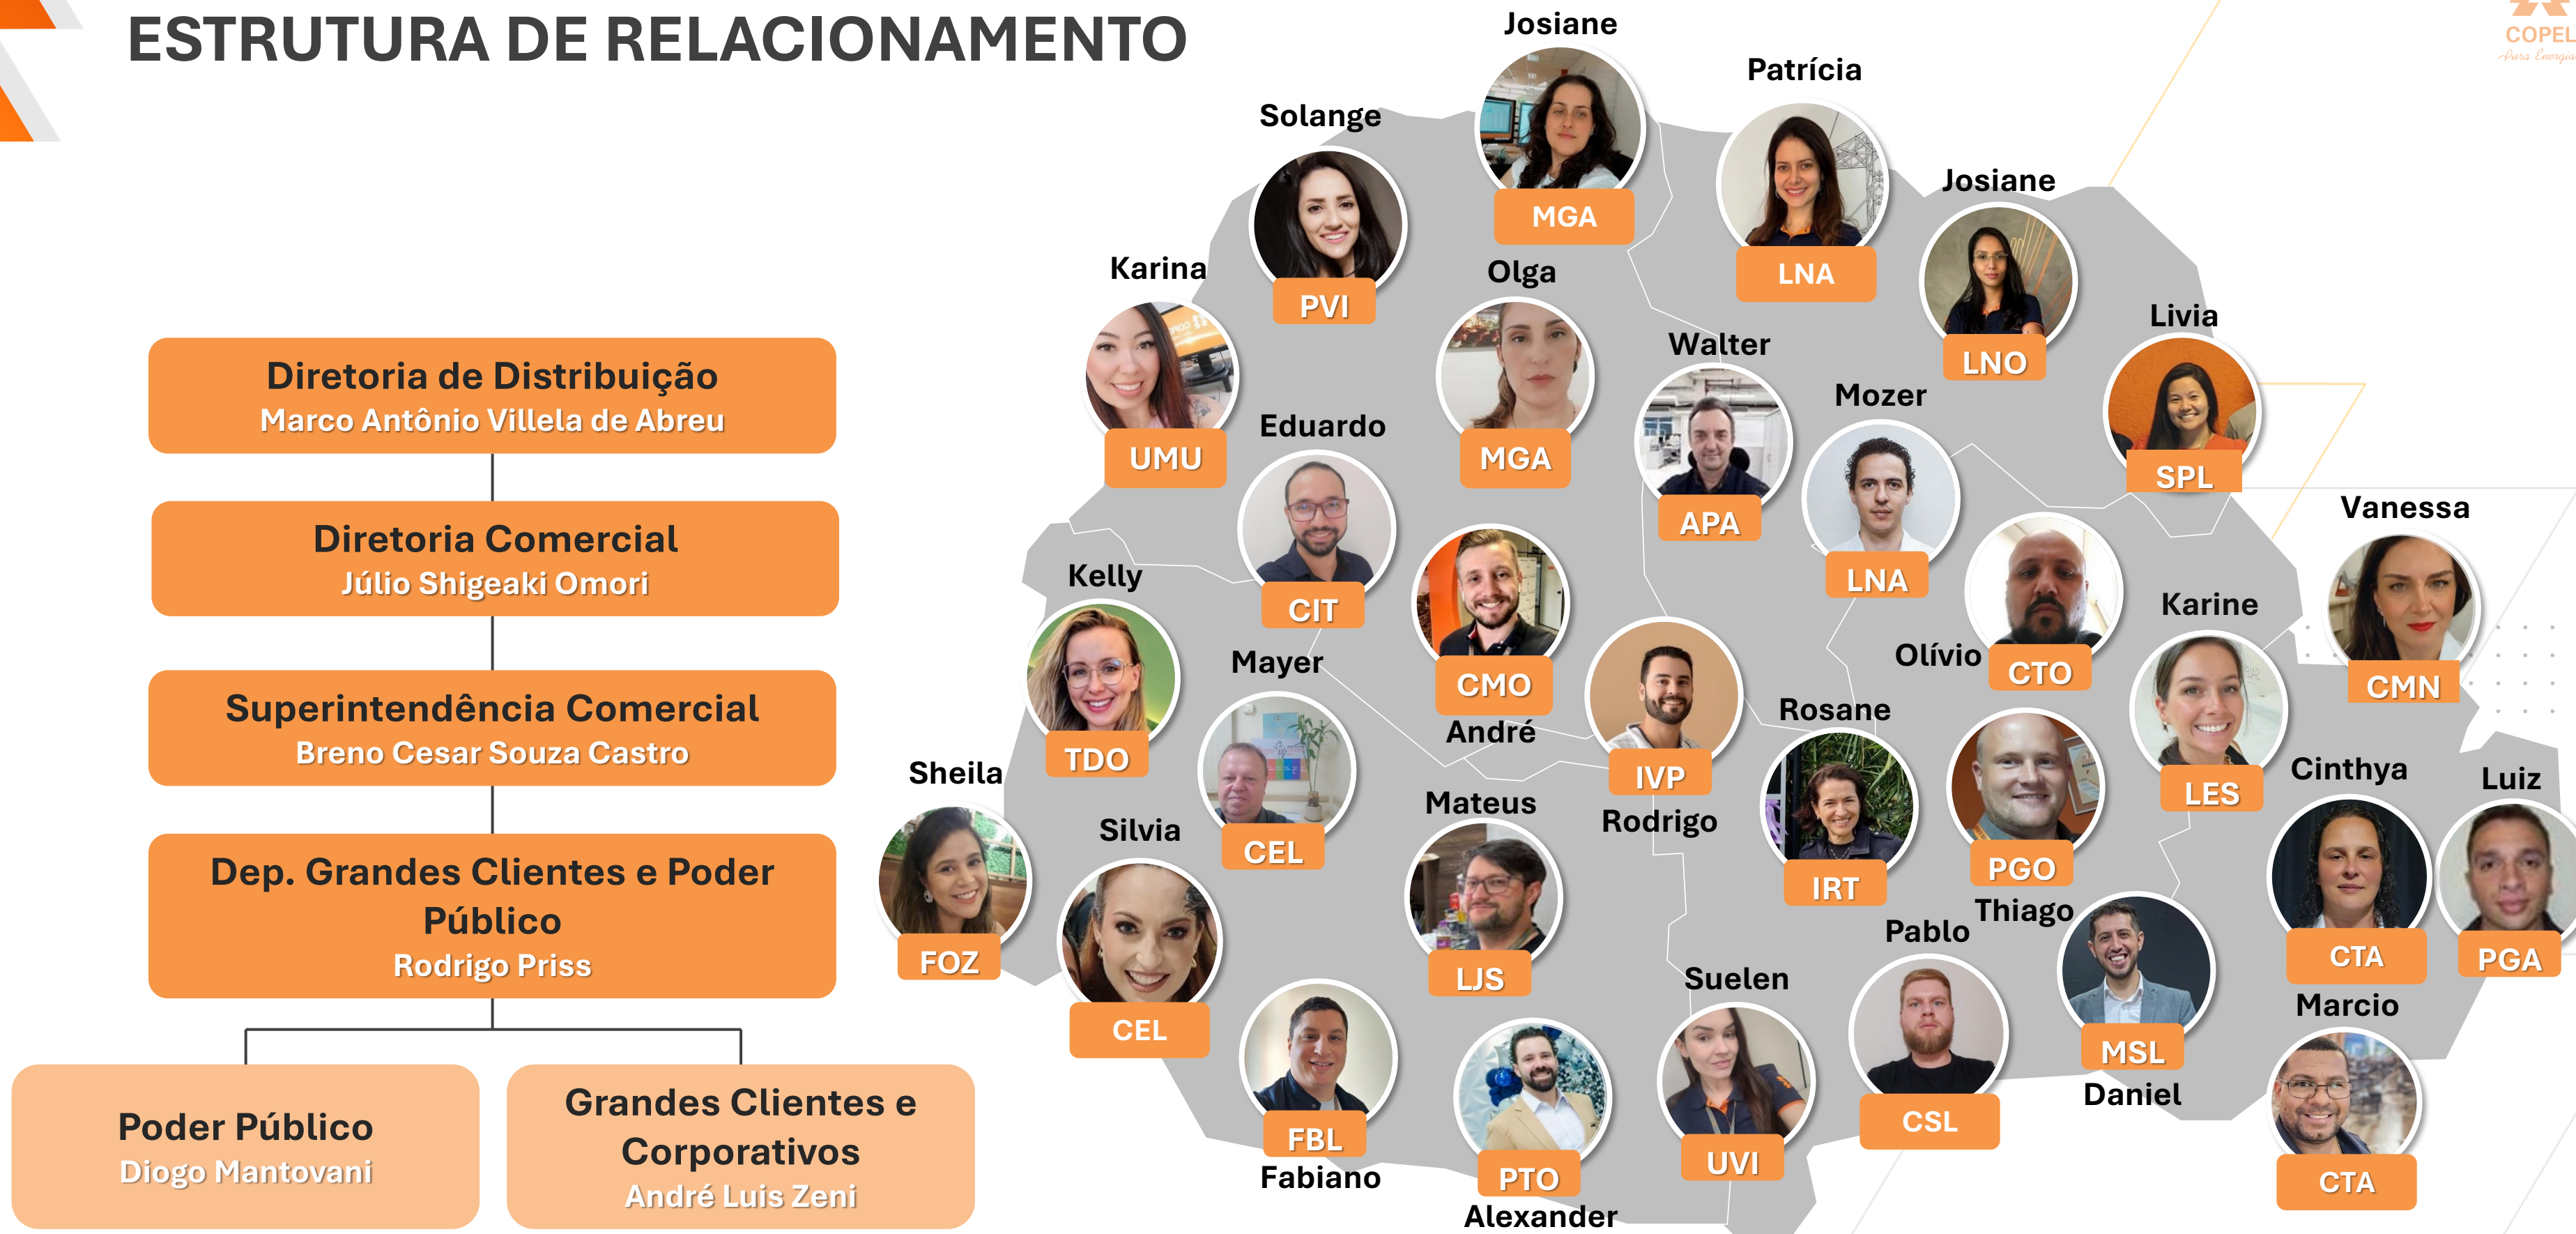 ESTRUTURA DE RELACIONAMENTO
COPEL
Pura Energia
Diretoria de Distribuição
Marco Antônio Villela de Abreu
Diretoria Comercial
Júlio Shigeaki Omori
Superintendência Comercial
Breno Cesar Souza Castro
Dep. Grandes Clientes e Poder
Público
Rodrigo Priss
Poder Público
Diogo Mantovani
Grandes Clientes e
Corporativos
André Luis Zeni
Josiane
MGA
Patrícia
LNA
Solange
PVI
Josiane
LNO
Karina
UMU
Olga
MGA
Livia
SPL
Walter
APA
Mozer
LNA
Eduardo
CIT
CMO
André
Vanessa
CMN
Kelly
TDO
Olívio
CTO
Karine
LES
Mayer
CEL
IVP
Rodrigo
Rosane
IRT
PGO
Thiago
Sheila
FOZ
Cinthya
CTA
Luiz
PGA
Silvia
CEL
Mateus
LJS
Pablo
CSL
MSL
Daniel
Suelen
UVI
Marcio
CTA
FBL
Fabiano
PTO
Alexander